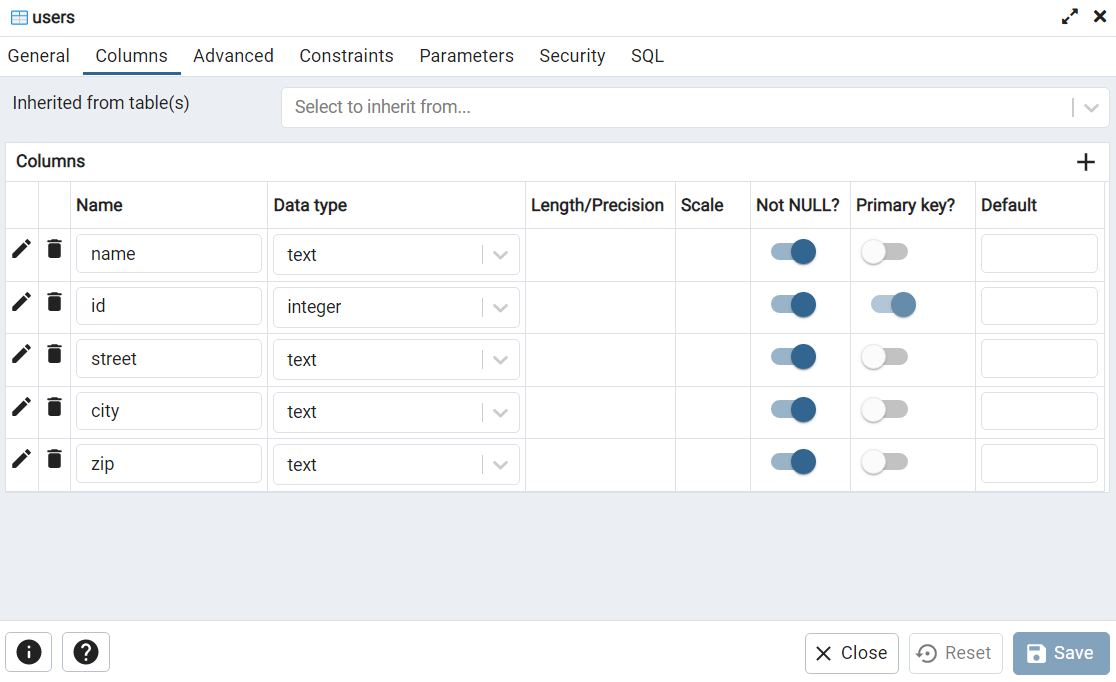 users
General Columns Advanced Constraints Parameters Security SQL
Inherited from table(s) Select to inherit from...
Columns
Name Data type Length/Precision Scale Not NULL? Primary key? Default
name text
id integer
street text
city text
zip text
Close Reset Save